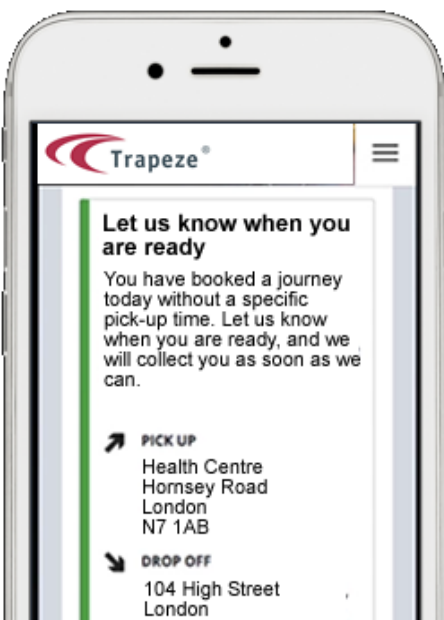 Trapeze®
Let us know when you
are ready
You have booked a journey
today without a specific
pick-up time. Let us know
when you are ready, and we
will collect you as soon as we
can.
PICK UP
Health Centre
Hornsey Road
London
N7 1AB
DROP OFF
104 High Street
London